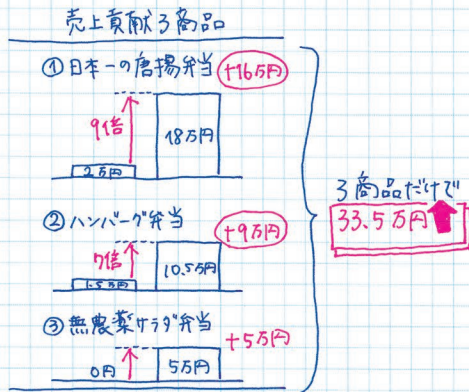 売上貢献3商品
①日本一の唐揚弁当
+16万円
9倍
18万円
2万円
②ハンバーグ弁当
+9万円
7倍
10.5万円
1.5万円
③無農薬サラダ弁当
+5万円
0円
5万円
3商品だけで
33.5万円